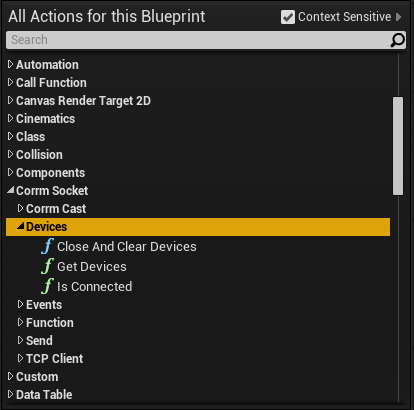 All Actions for this Blueprint
Context Sensitive
Search
Automation
Call Function
Canvas Render Target 2D
Cinematics
Class
Collision
Components
Corrm Socket
Corrm Cast
Devices
f Close And Clear Devices
f Get Devices
f Is Connected
Events
Function
Send
TCP Client
Custom
Data Table